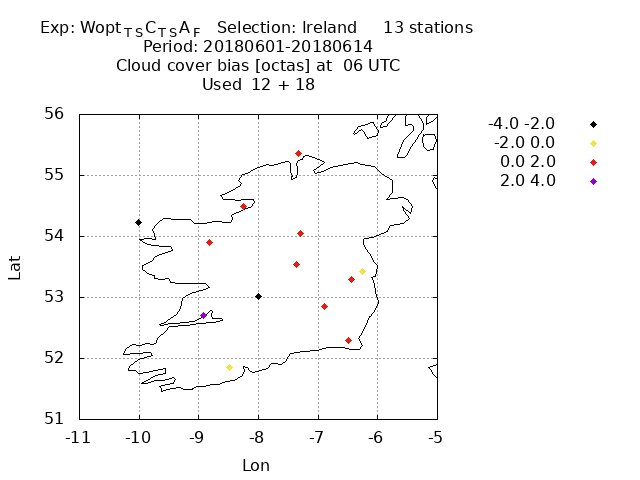 Exp: Wopt TS C TS A F Selection: Ireland 13 stations
Period: 20180601-20180614
Cloud cover bias [octas] at 06 UTC
Used 12 + 18
56
55
54
53
52
51
-11 -10 -9 -8 -7 -6 -5
Lat
Lon
-4.0 -2.0
-2.0 0.0
0.0 2.0
2.0 4.0